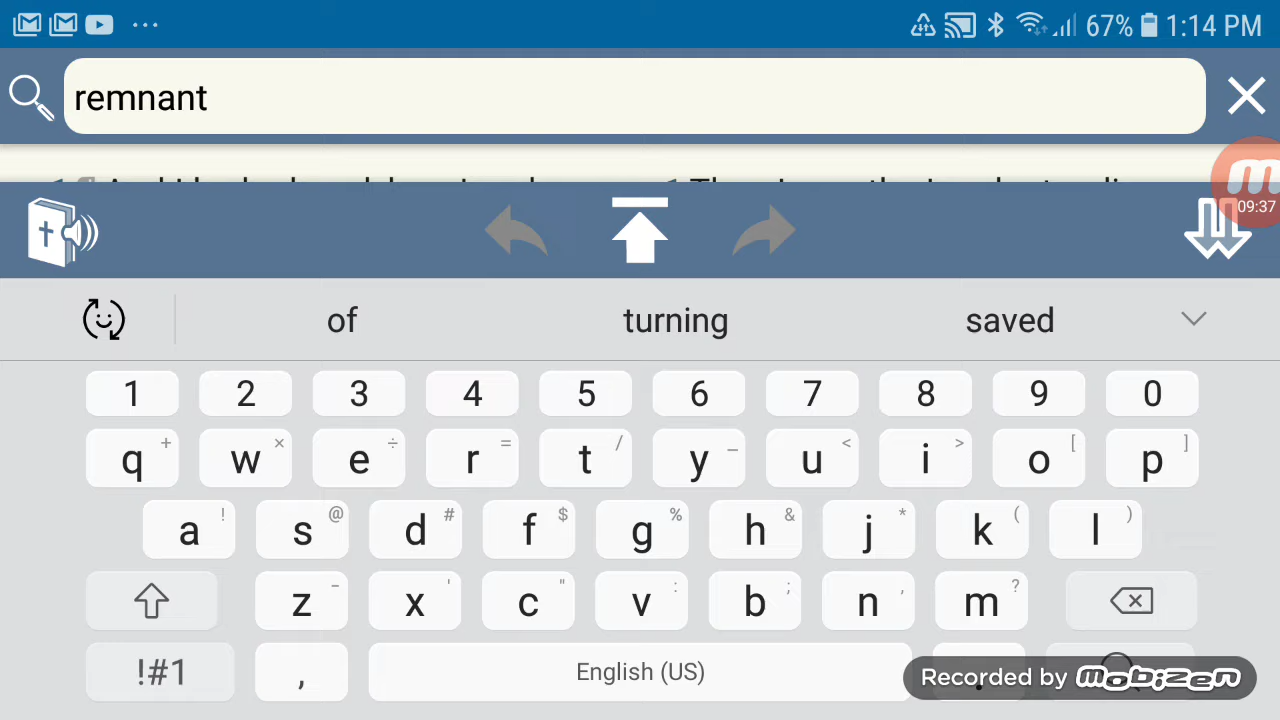 67% 1:14 PM
remnant
09:37
of turning saved
1 2 3 4 5 6 7 8 9 0
q + w × e ÷ r = t / y _ u < i > o [ p ]
a ! s @ d # f $ g % h & j * k ( l )
z - x ' c " v : b ; n , m ?
!#1 , English (US) .
Recorded by mobizen